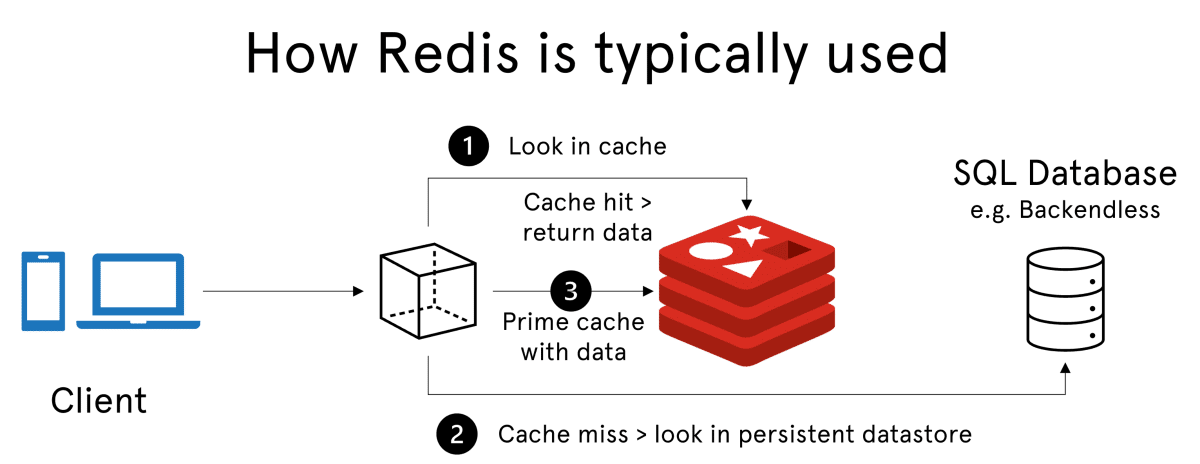 How Redis is typically used
1 Look in cache
SQL Database
e.g. Backendless
Cache hit >
return data
3
Prime cache
with data
Client
2 Cache miss > look in persistent datastore